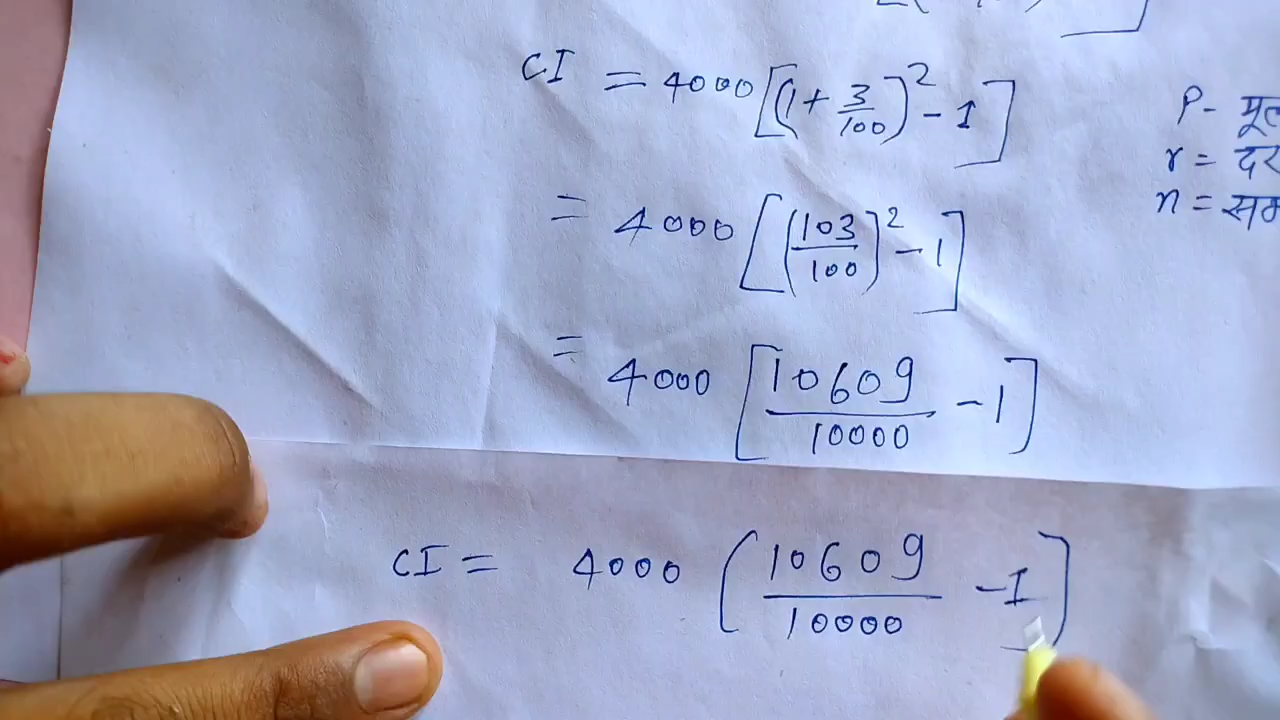 CI = 4000 [(1 + 3/100)² - 1]
P -
= 4000 [(103/100)² - 1]
r = दर
n =
= 4000 [10609/10000 - 1]
CI = 4000 [10609/10000 - 1]